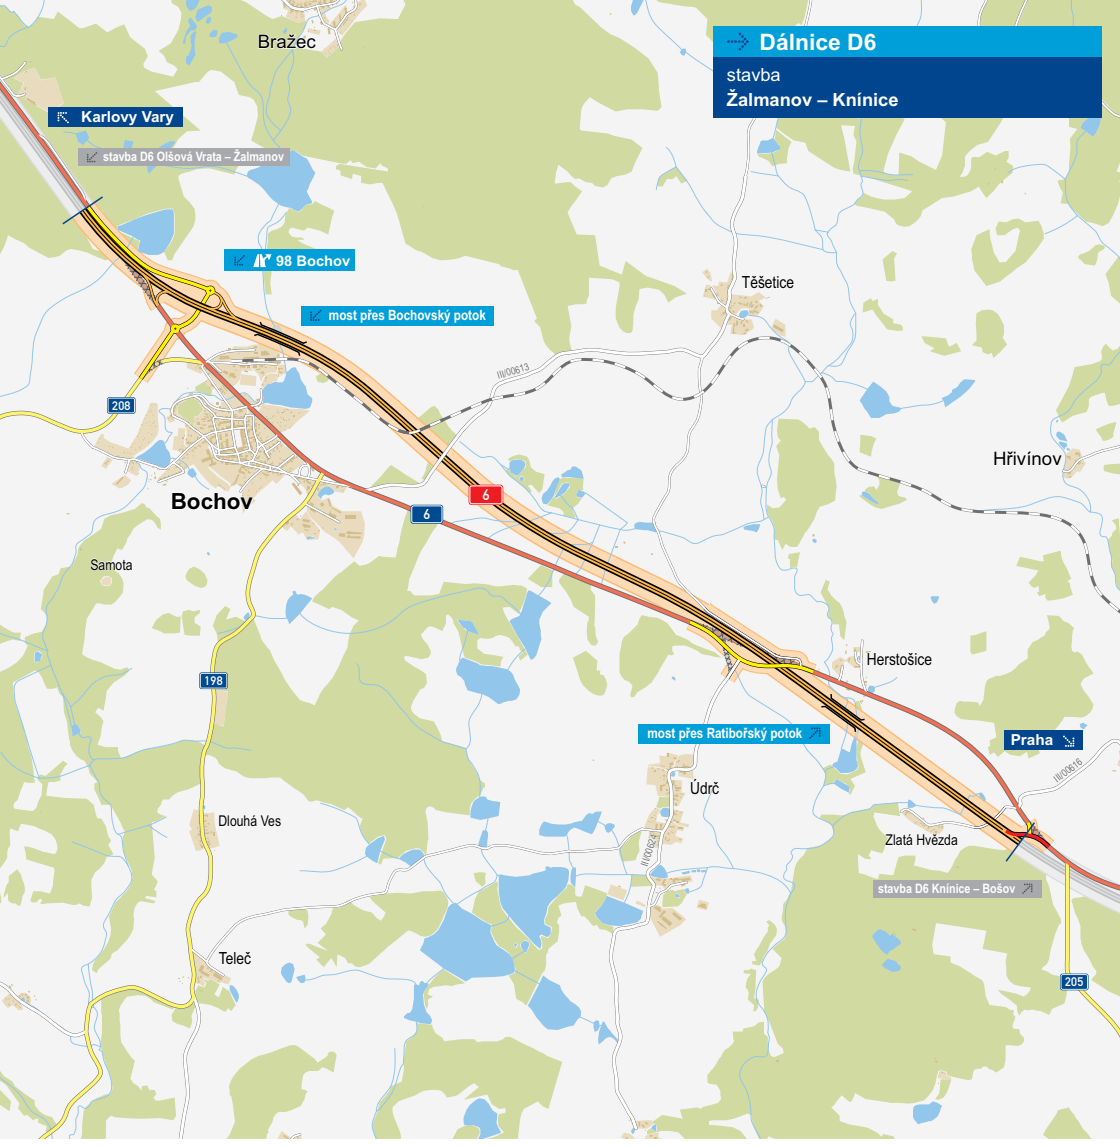 Bražec
Dálnice D6
stavba
Žalmanov – Knínice
Karlovy Vary
stavba D6 Olšová Vrata – Žalmanov
98 Bochov
Těšetice
most přes Bochovský potok
III/00613
208
Hřivínov
Bochov
6
6
Samota
Herstošice
198
most přes Ratibořský potok
Praha
III/00616
Údrč
Dlouhá Ves
Zlatá Hvězda
III/00624
stavba D6 Knínice – Bošov
Teleč
205